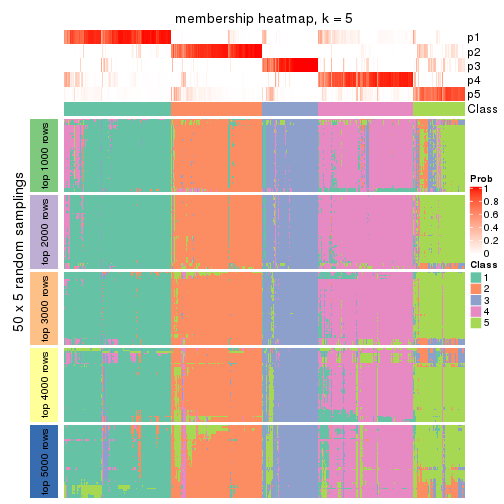 membership heatmap, k = 5
p1
p2
p3
p4
p5
Class
50 x 5 random samplings
top 1000 rows
top 2000 rows
top 3000 rows
top 4000 rows
top 5000 rows
Prob
1
0.8
0.6
0.4
0.2
0
Class
1
2
3
4
5